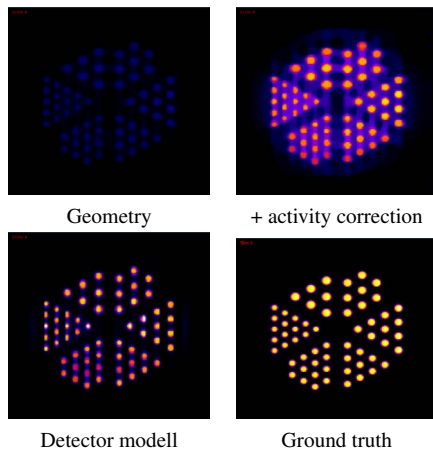 Geometry
+ activity correction
Detector modell
Ground truth